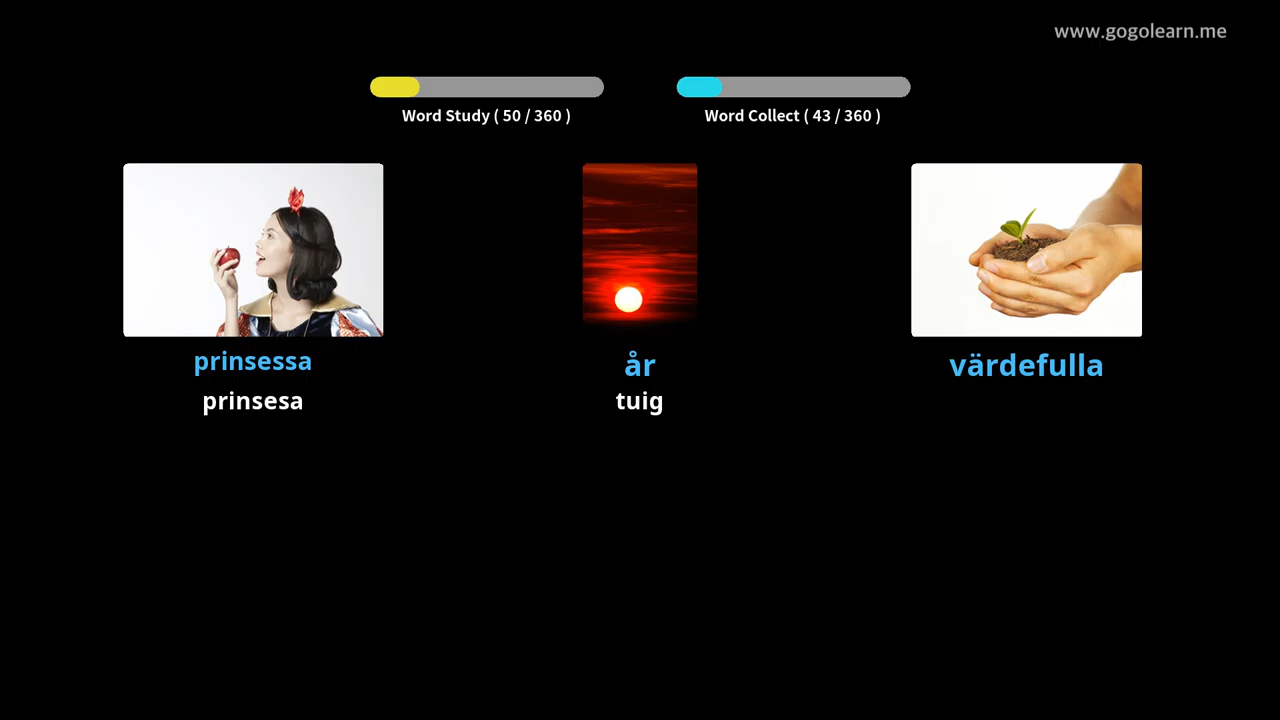 www.gogolearn.me
Word Study ( 50 / 360 )
Word Collect ( 43 / 360 )
prinsessa
prinsesa
år
tuig
värdefulla